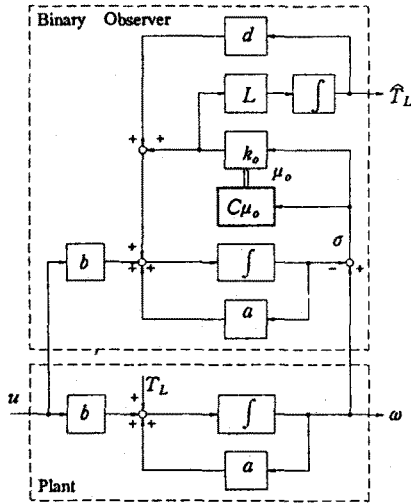 Binary Observer
d
L ∫ T̂_L
+ +
k_o
μ_o
Cμ_o
σ
b + + + ∫ − +
a
T_L
u b + + + ∫ ω
a
Plant